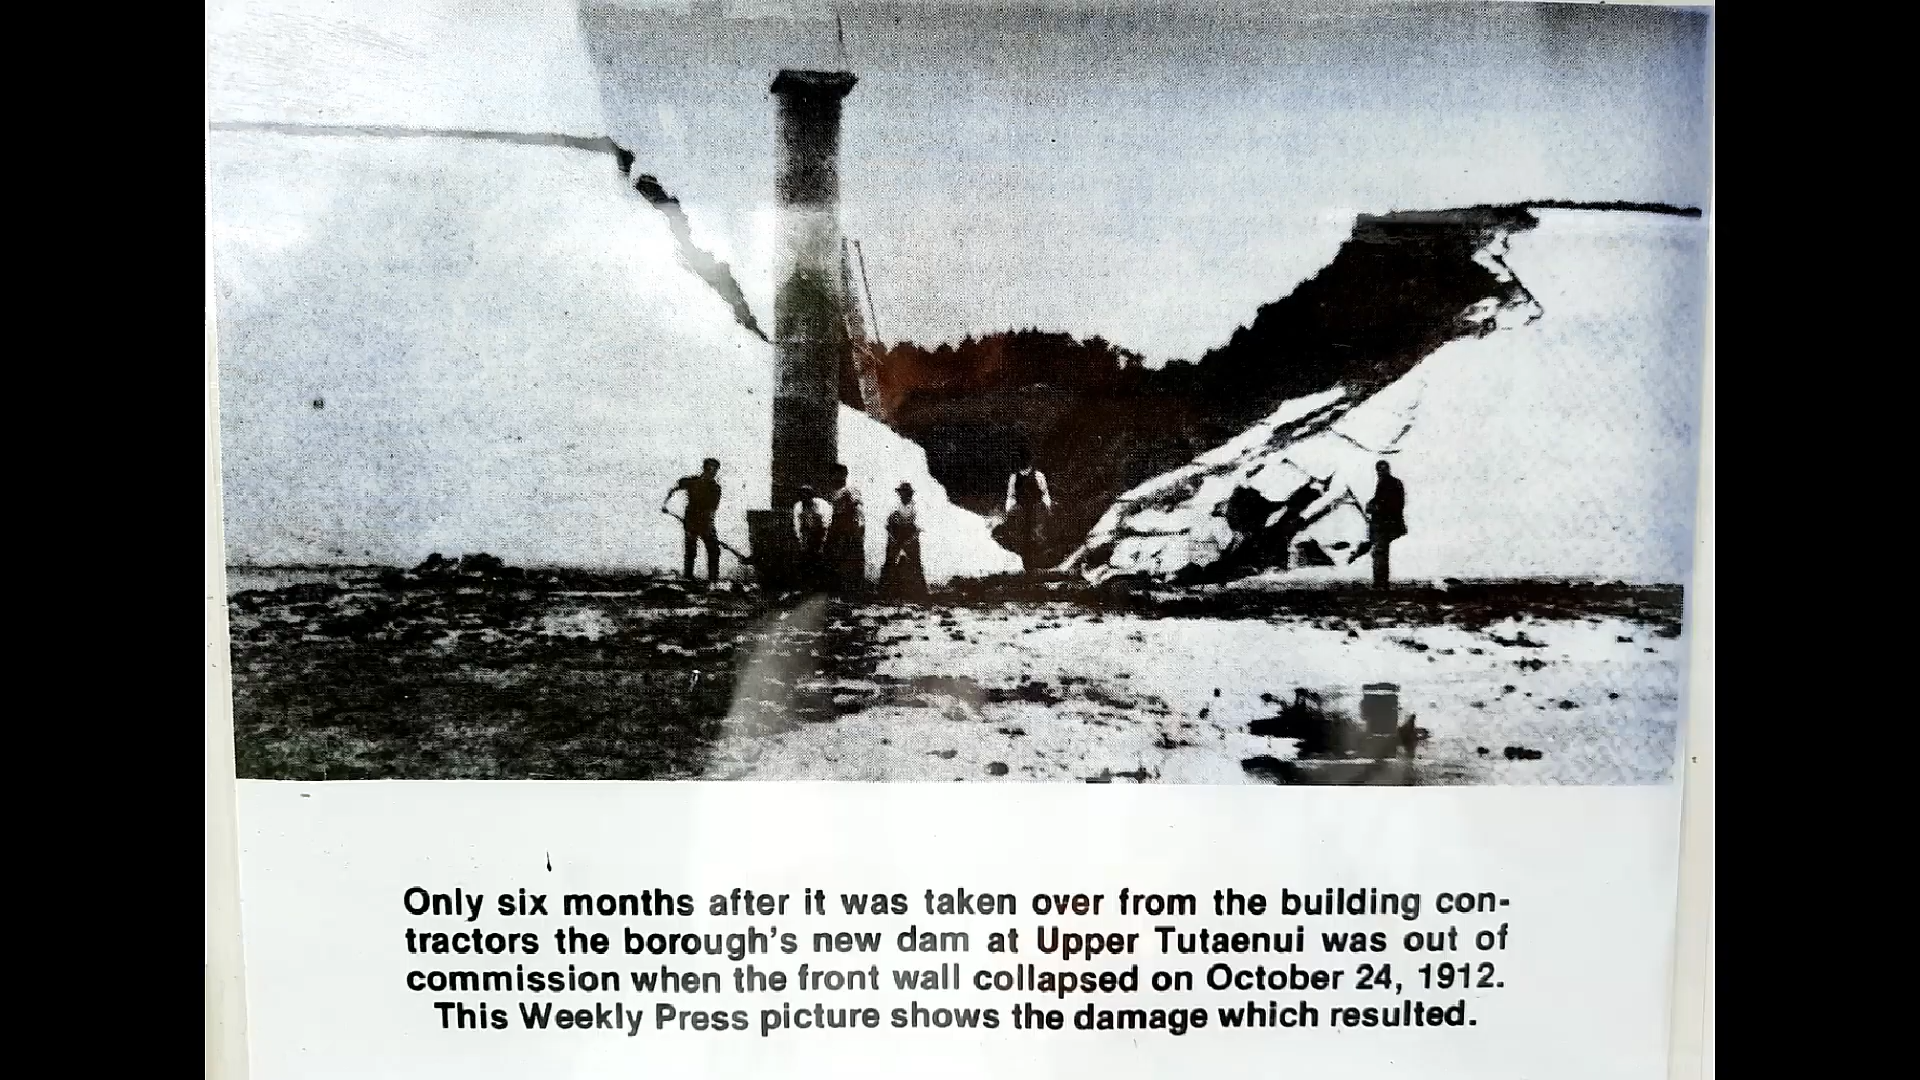 Only six months after it was taken over from the building con-
tractors the borough's new dam at Upper Tutaenui was out of
commission when the front wall collapsed on October 24, 1912.
This Weekly Press picture shows the damage which resulted.